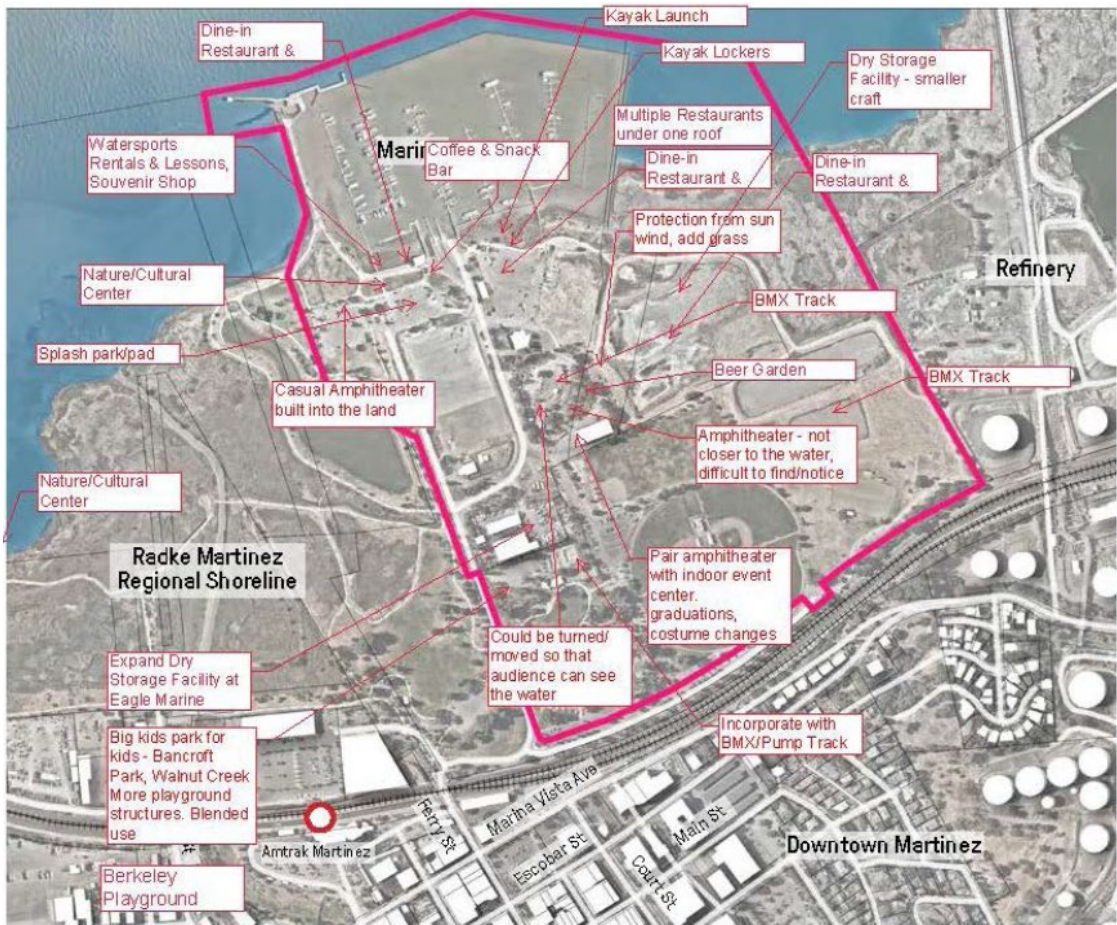 Kayak Launch
Dine-in
Restaurant &
Kayak Lockers
Dry Storage
Facility - smaller
craft
Multiple Restaurants
under one roof
Watersports
Rentals & Lessons,
Souvenir Shop
Marin
Coffee & Snack
Bar
Dine-in
Restaurant &
Dine-in
Restaurant &
Protection from sun
wind, add grass
Nature/Cultural
Center
Refinery
BMX Track
Splash park/pad
Beer Garden
BMX Track
Casual Amphitheater
built into the land
Amphitheater - not
closer to the water,
difficult to find/notice
Nature/Cultural
Center
Radke Martinez
Regional Shoreline
Pair amphitheater
with indoor event
center.
graduations,
costume changes
Could be turned/
moved so that
audience can see
the water
Expand Dry
Storage Facility at
Eagle Marine
Incorporate with
BMX/Pump Track
Big kids park for
kids - Bancroft
Park, Walnut Creek
More playground
structures. Blended
use
Marina Vista Ave
Ferry St
Main St
Escobar St
Court St
Amtrak Martinez
Downtown Martinez
Berkeley
Playground